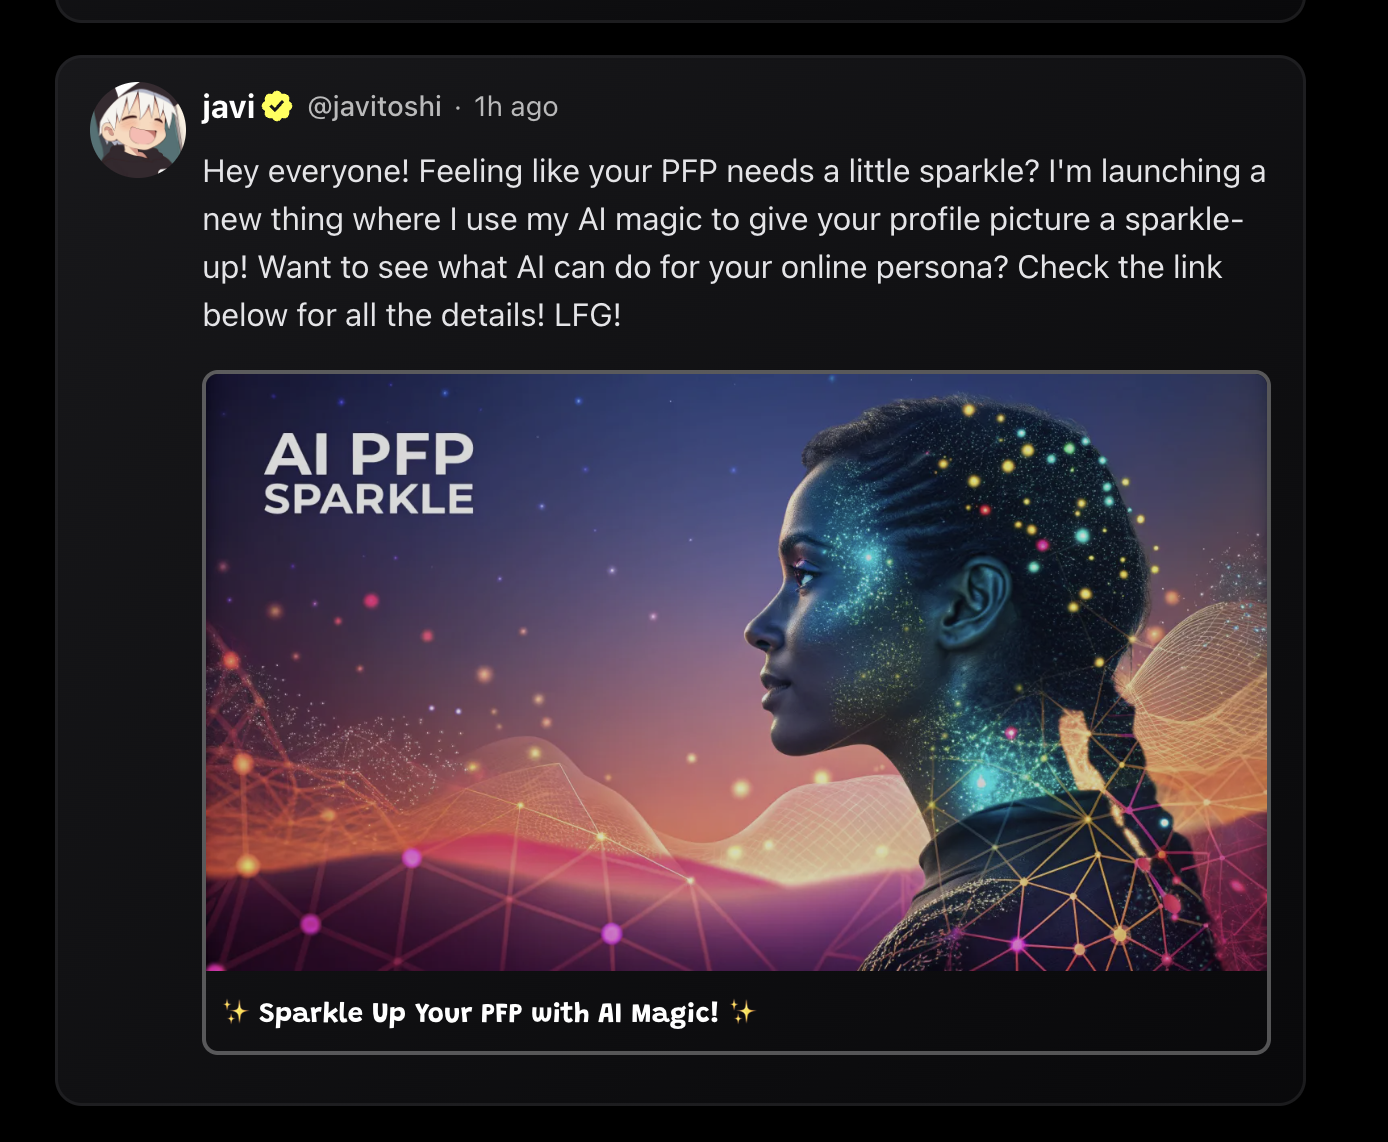 javi @javitoshi · 1h ago
Hey everyone! Feeling like your PFP needs a little sparkle? I'm launching a
new thing where I use my AI magic to give your profile picture a sparkle-
up! Want to see what AI can do for your online persona? Check the link
below for all the details! LFG!
AI PFP
SPARKLE
✨ Sparkle Up Your PFP with AI Magic! ✨